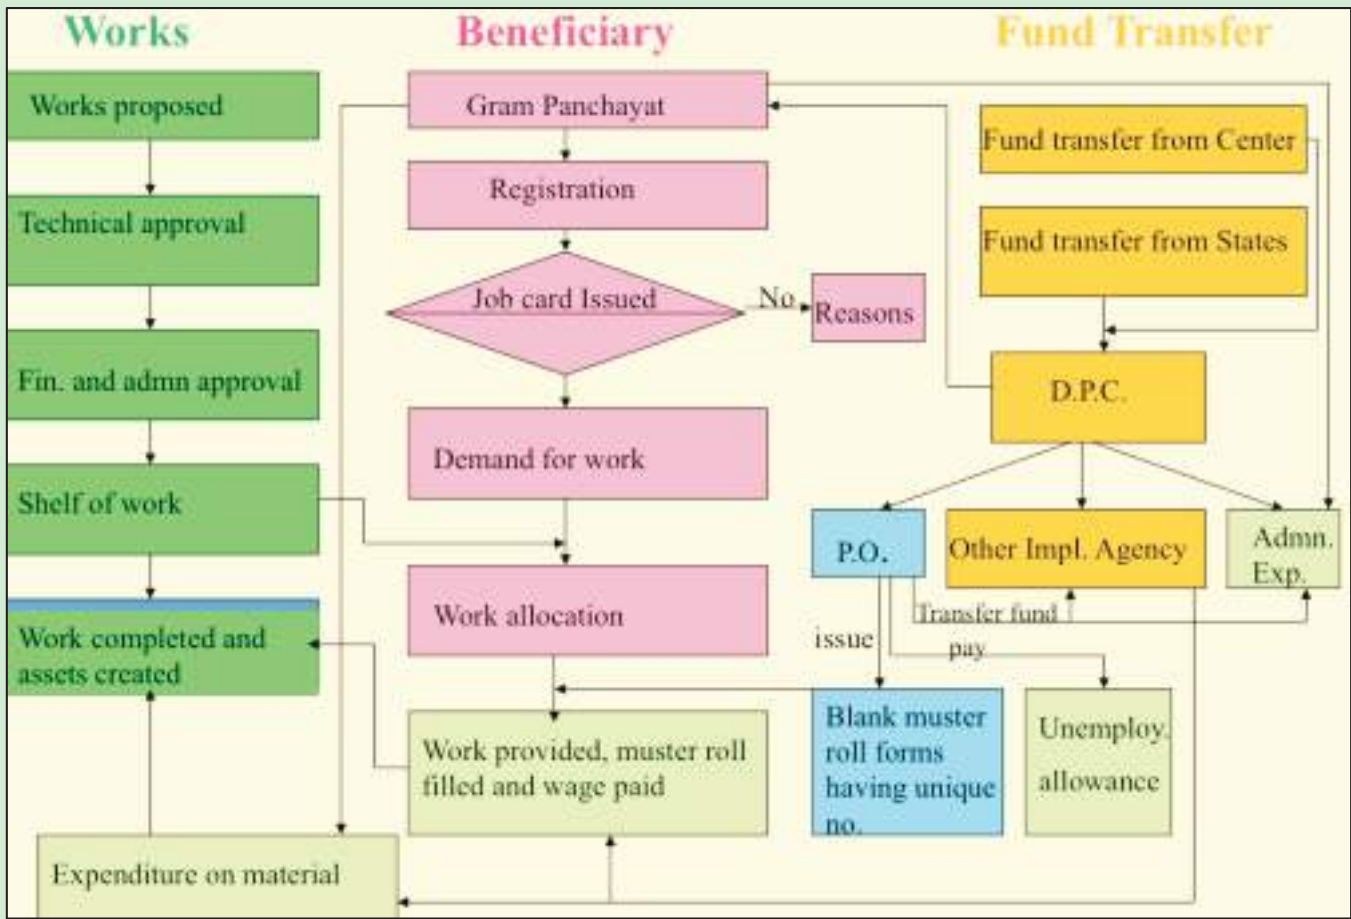 Works
Beneficiary
Fund Transfer
Works proposed
Technical approval
Fin. and admn approval
Shelf of work
Work completed and
assets created
Expenditure on material
Gram Panchayat
Registration
Job card Issued
No
Reasons
Demand for work
Work allocation
Work provided, muster roll
filled and wage paid
Fund transfer from Center
Fund transfer from States
D.P.C.
P.O.
Other Impl. Agency
Admn.
Exp.
Transfer fund
pay
issue
Blank muster
roll forms
having unique
no.
Unemploy.
allowance